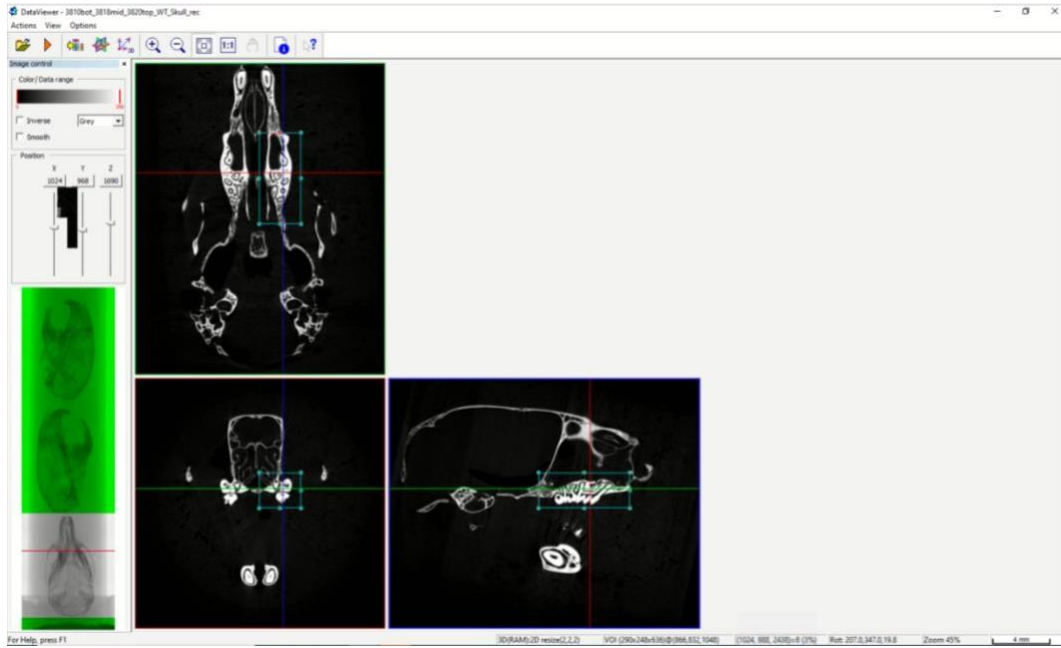 DataViewer - 3810bot_3818mid_3820top_WT_Skull_rec
Actions View Options
Image control
Color/Data range
Inverse Grey
Smooth
Position
X Y Z
1024 968 1690
For Help, press F1 3D(RAM):2D resize(2,2,2) VOI (290x248x636)@(866,832,1048) (1024, 988, 2438)=8 (3%) Rot: 207.0,347.0,19.8 Zoom 45% 4 mm